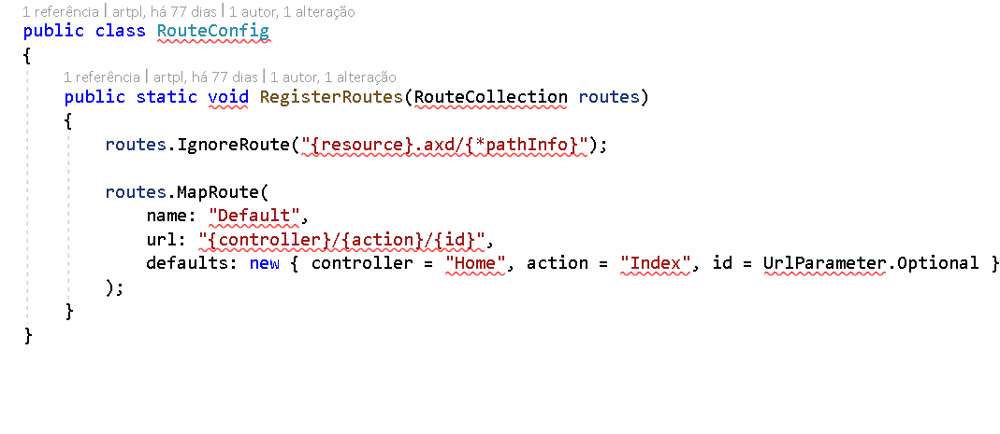 1 referência | artpl, há 77 dias | 1 autor, 1 alteração
public class RouteConfig
{
1 referência | artpl, há 77 dias | 1 autor, 1 alteração
public static void RegisterRoutes(RouteCollection routes)
{
routes.IgnoreRoute("{resource}.axd/{*pathInfo}");
routes.MapRoute(
name: "Default",
url: "{controller}/{action}/{id}",
defaults: new { controller = "Home", action = "Index", id = UrlParameter.Optional }
);
}
}